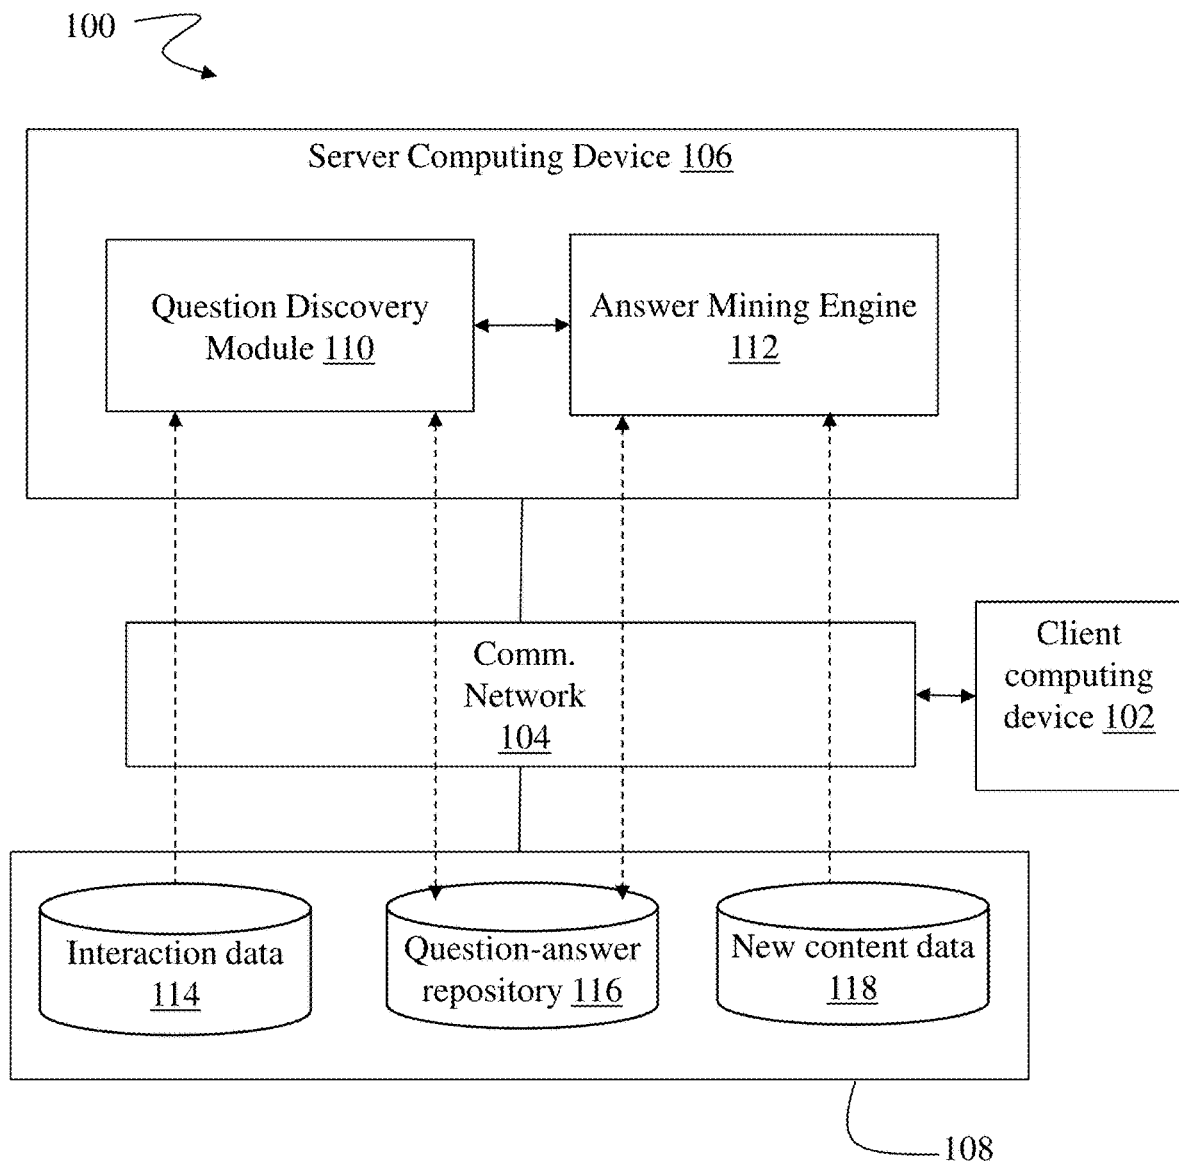 100
Server Computing Device 106
Question Discovery
Module 110
Answer Mining Engine
112
Comm.
Network
104
Client
computing
device 102
Interaction data
114
Question-answer
repository 116
New content data
118
108